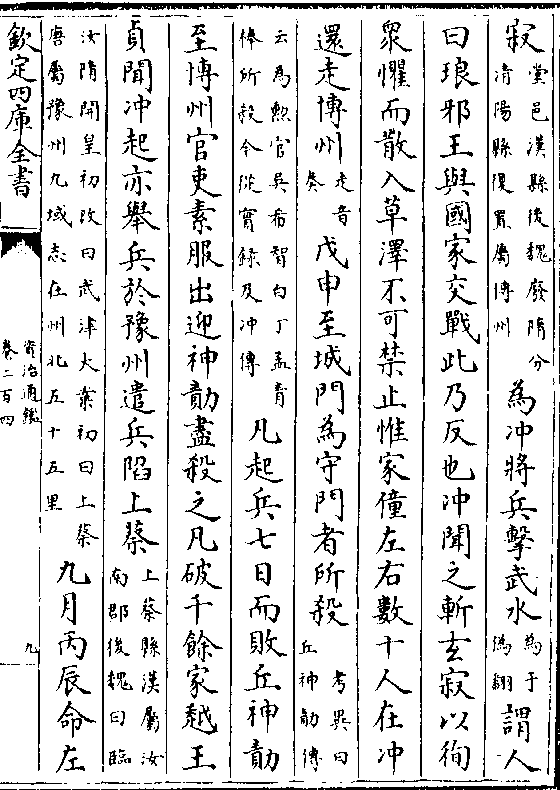 寂堂邑漢縣後魏廢隋分清陽縣復置屬博州為冲將兵擊武水為于偽翻謂人
曰琅邪王與國家交戰此乃反也冲聞之斬玄寂以徇
衆懼而散入草澤不可禁止惟家僮左右數十人在冲
還走博州走音奏戊申至城門為守門者所殺考異曰丘神勣傳
云為勲官吳希智白丁孟青棒所殺今從實録及冲傳凡起兵七日而敗丘神勣
至博州官吏素服出迎神勣盡殺之凡破千餘家越王
貞聞冲起亦舉兵於豫州遣兵陷上蔡上蔡縣漢屬汝南郡後魏曰臨
汝隋開皇初改曰武津大業初曰上蔡唐屬豫州九域志在州北五十五里九月丙辰命左
欽定四庫全書
資治通鑑
卷二百四
九